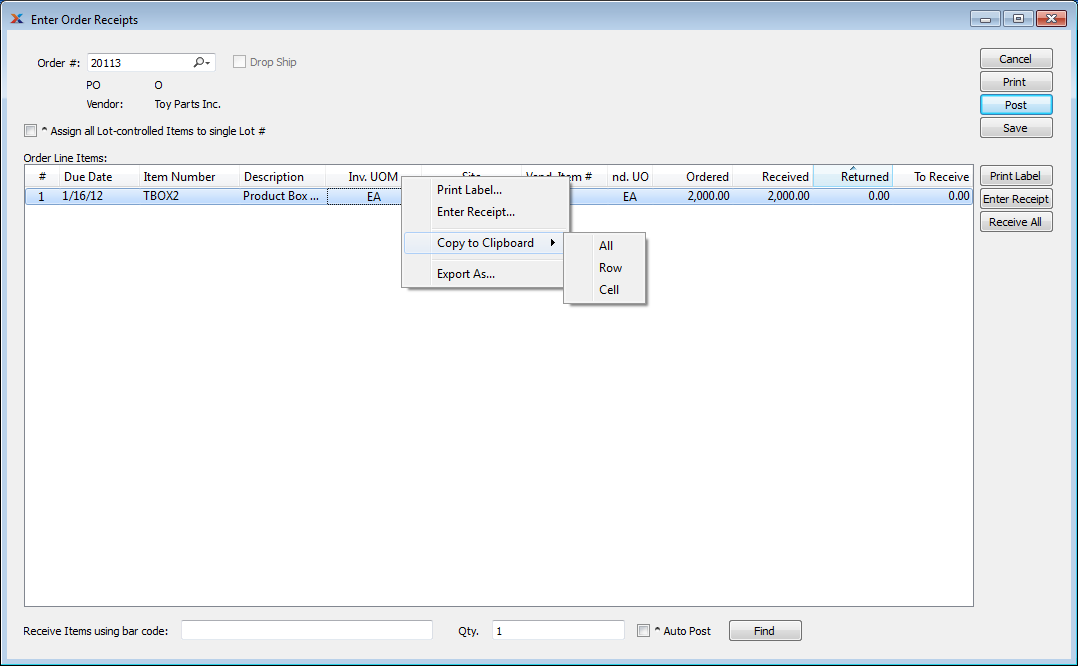 Enter Order Receipts
Order #: 20113 Drop Ship Cancel
PO O Print
Vendor: Toy Parts Inc. Post
^ Assign all Lot-controlled Items to single Lot # Save
Order Line Items:
# Due Date Item Number Description Inv. UOM Item # nd. UO Ordered Received Returned To Receive Print Label
1 1/16/12 TBOX2 Product Box ... EA EA 2,000.00 2,000.00 0.00 0.00 Enter Receipt
Receive All
Print Label...
Enter Receipt...
Copy to Clipboard
Export As...
All
Row
Cell
Receive Items using bar code: Qty. 1 ^ Auto Post Find